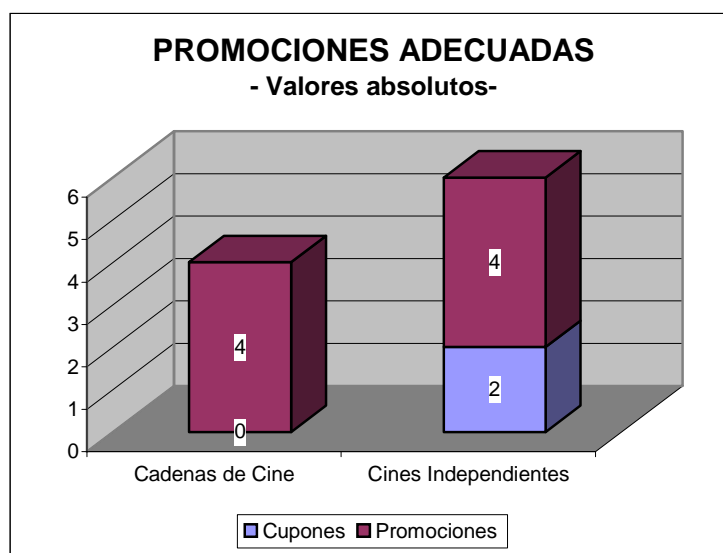 PROMOCIONES ADECUADAS
- Valores absolutos-
6
5
4
3
2
1
0
4
0
4
2
Cadenas de Cine
Cines Independientes
Cupones
Promociones